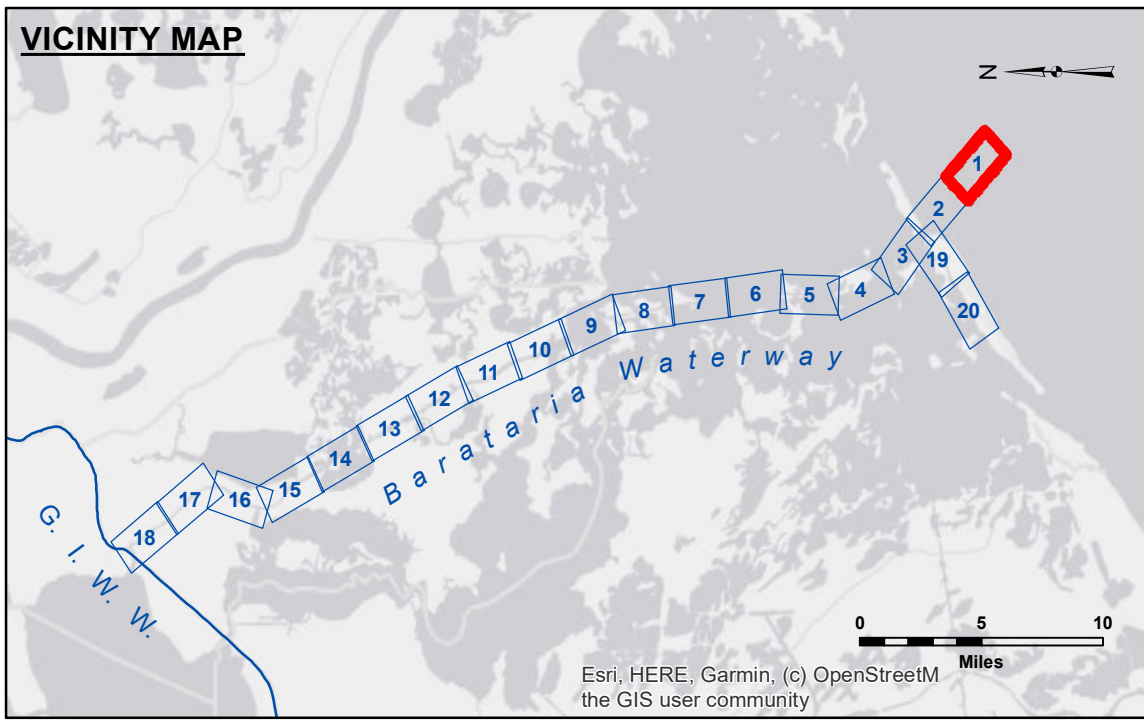 VICINITY MAP
N
1
2
3
19
4
20
5
6
7
8
9
10
11
12
13
14
15
16
17
18
Barataria Waterway
G. I. W. W.
0 5 10
Miles
Esri, HERE, Garmin, (c) OpenStreetM
the GIS user community